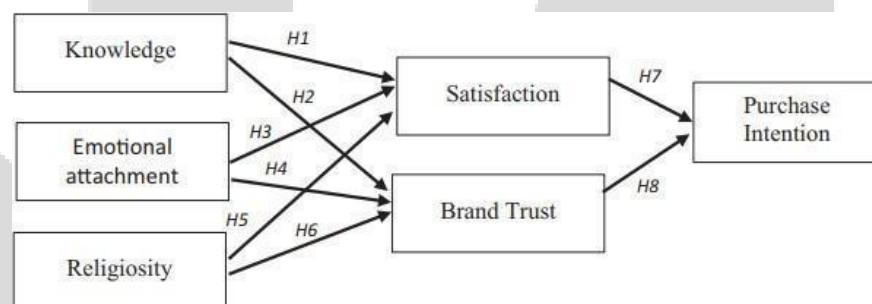 Knowledge
H1
Satisfaction
H7
Purchase
Intention
H2
Emotional
attachment
H3
H4
H8
Brand Trust
H5
H6
Religiosity